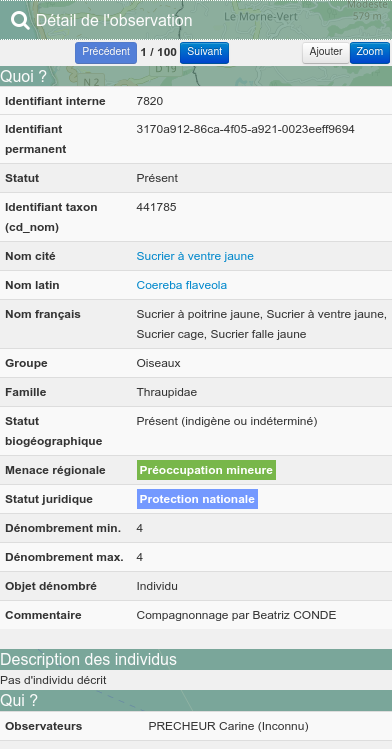 Modeste
Détail de l'observation
Le Morne-Vert
579 m
Précédent 1 / 100 Suivant Ajouter Zoom
N 2
D 19
Quoi ?
Identifiant interne 7820
Identifiant permanent 3170a912-86ca-4f05-a921-0023eeff9694
Statut Présent
Identifiant taxon (cd_nom) 441785
Nom cité Sucrier à ventre jaune
Nom latin Coereba flaveola
Nom français Sucrier à poitrine jaune, Sucrier à ventre jaune,
Sucrier cage, Sucrier falle jaune
Groupe Oiseaux
Famille Thraupidae
Statut biogéographique Présent (indigène ou indéterminé)
Menace régionale Préoccupation mineure
Statut juridique Protection nationale
Dénombrement min. 4
Dénombrement max. 4
Objet dénombré Individu
Commentaire Compagnonnage par Beatriz CONDE
Description des individus
Pas d'individu décrit
Qui ?
Observateurs PRECHEUR Carine (Inconnu)